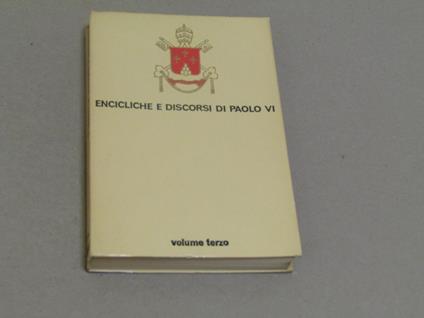 ENCICLICHE E DISCORSI DI PAOLO VI
volume terzo